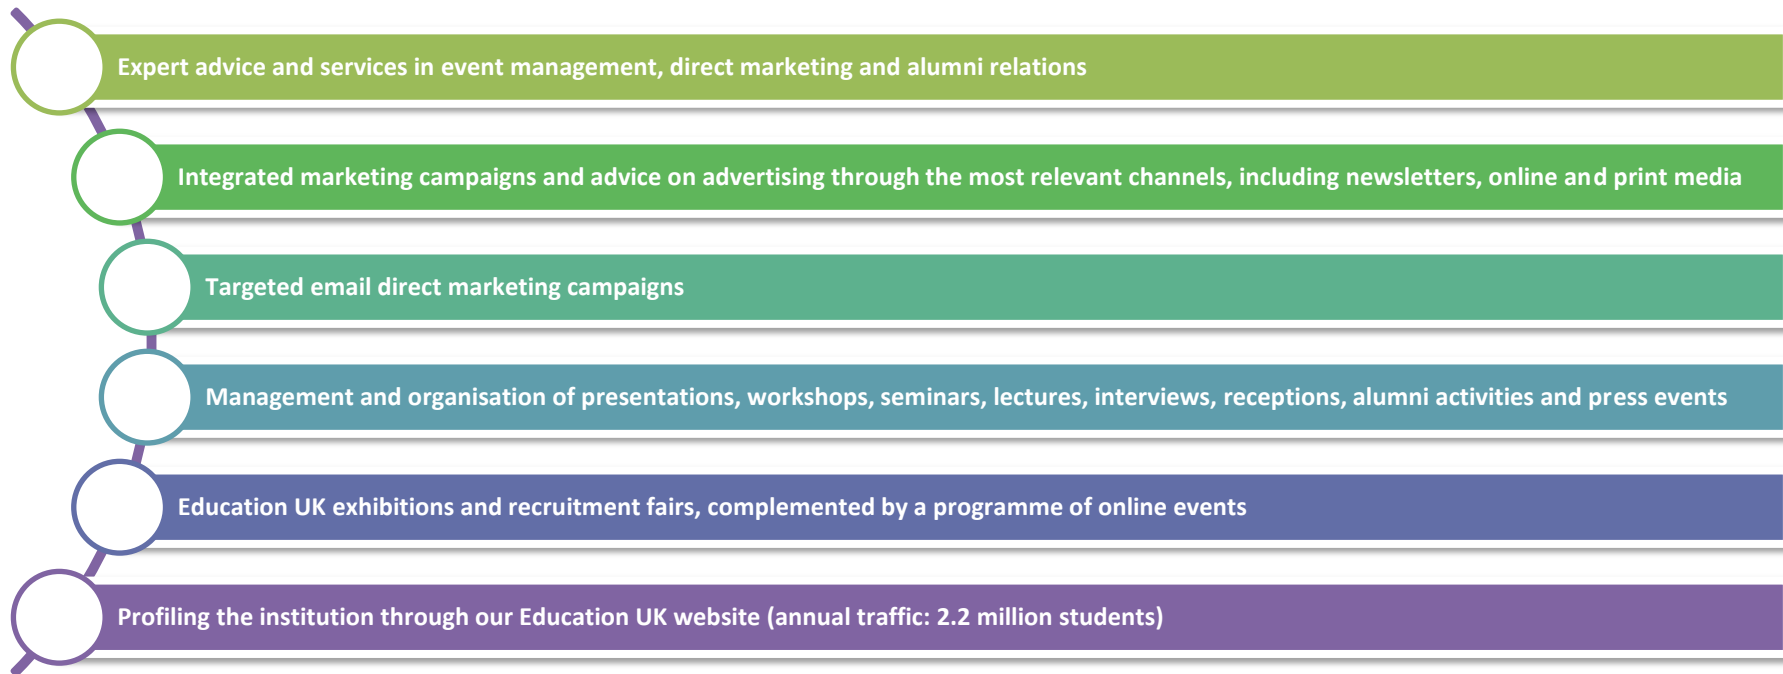 Expert advice and services in event management, direct marketing and alumni relations
Integrated marketing campaigns and advice on advertising through the most relevant channels, including newsletters, online and print media
Targeted email direct marketing campaigns
Management and organisation of presentations, workshops, seminars, lectures, interviews, receptions, alumni activities and press events
Education UK exhibitions and recruitment fairs, complemented by a programme of online events
Profiling the institution through our Education UK website (annual traffic: 2.2 million students)